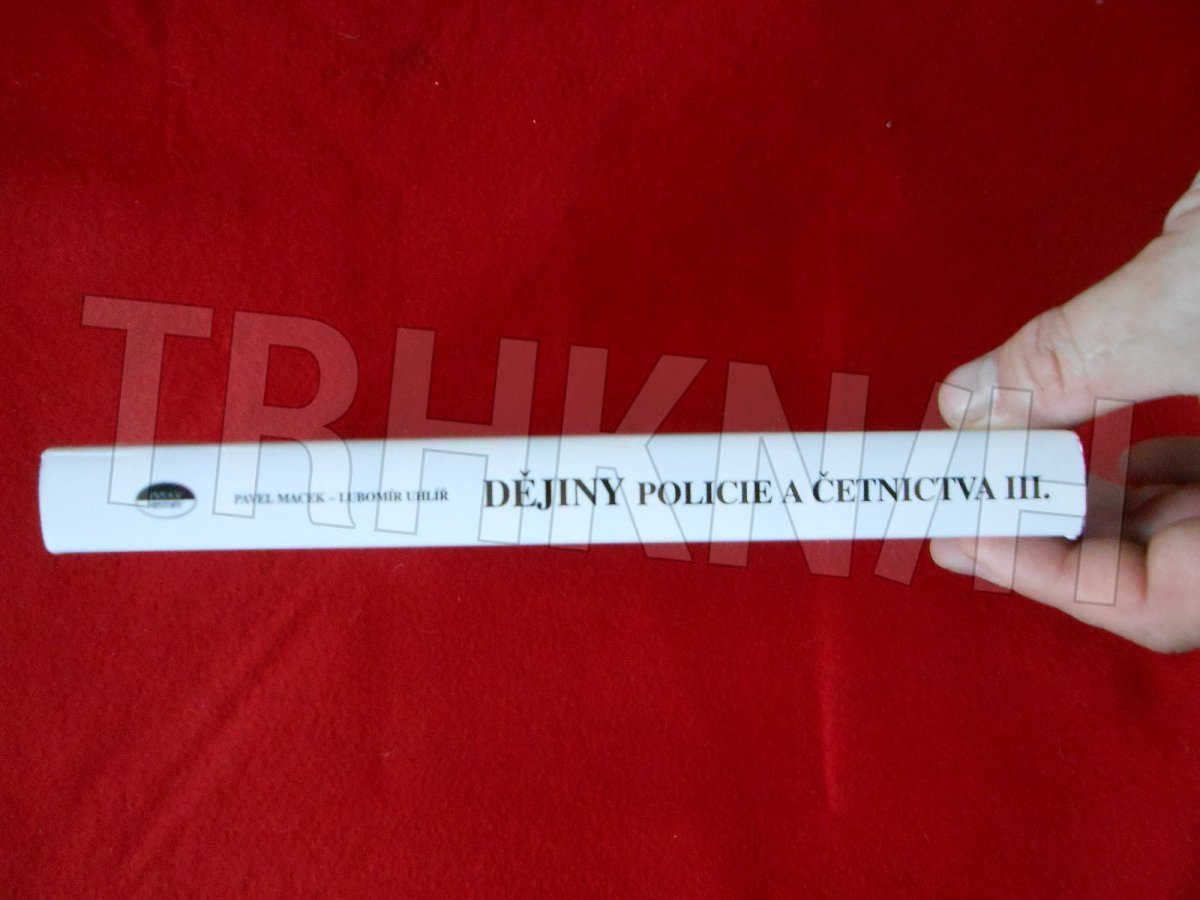 PAVEL MACEK – LUBOMÍR UHLÍŘ
DĚJINY POLICIE A ČETNICTVA III.
TRHKNIH